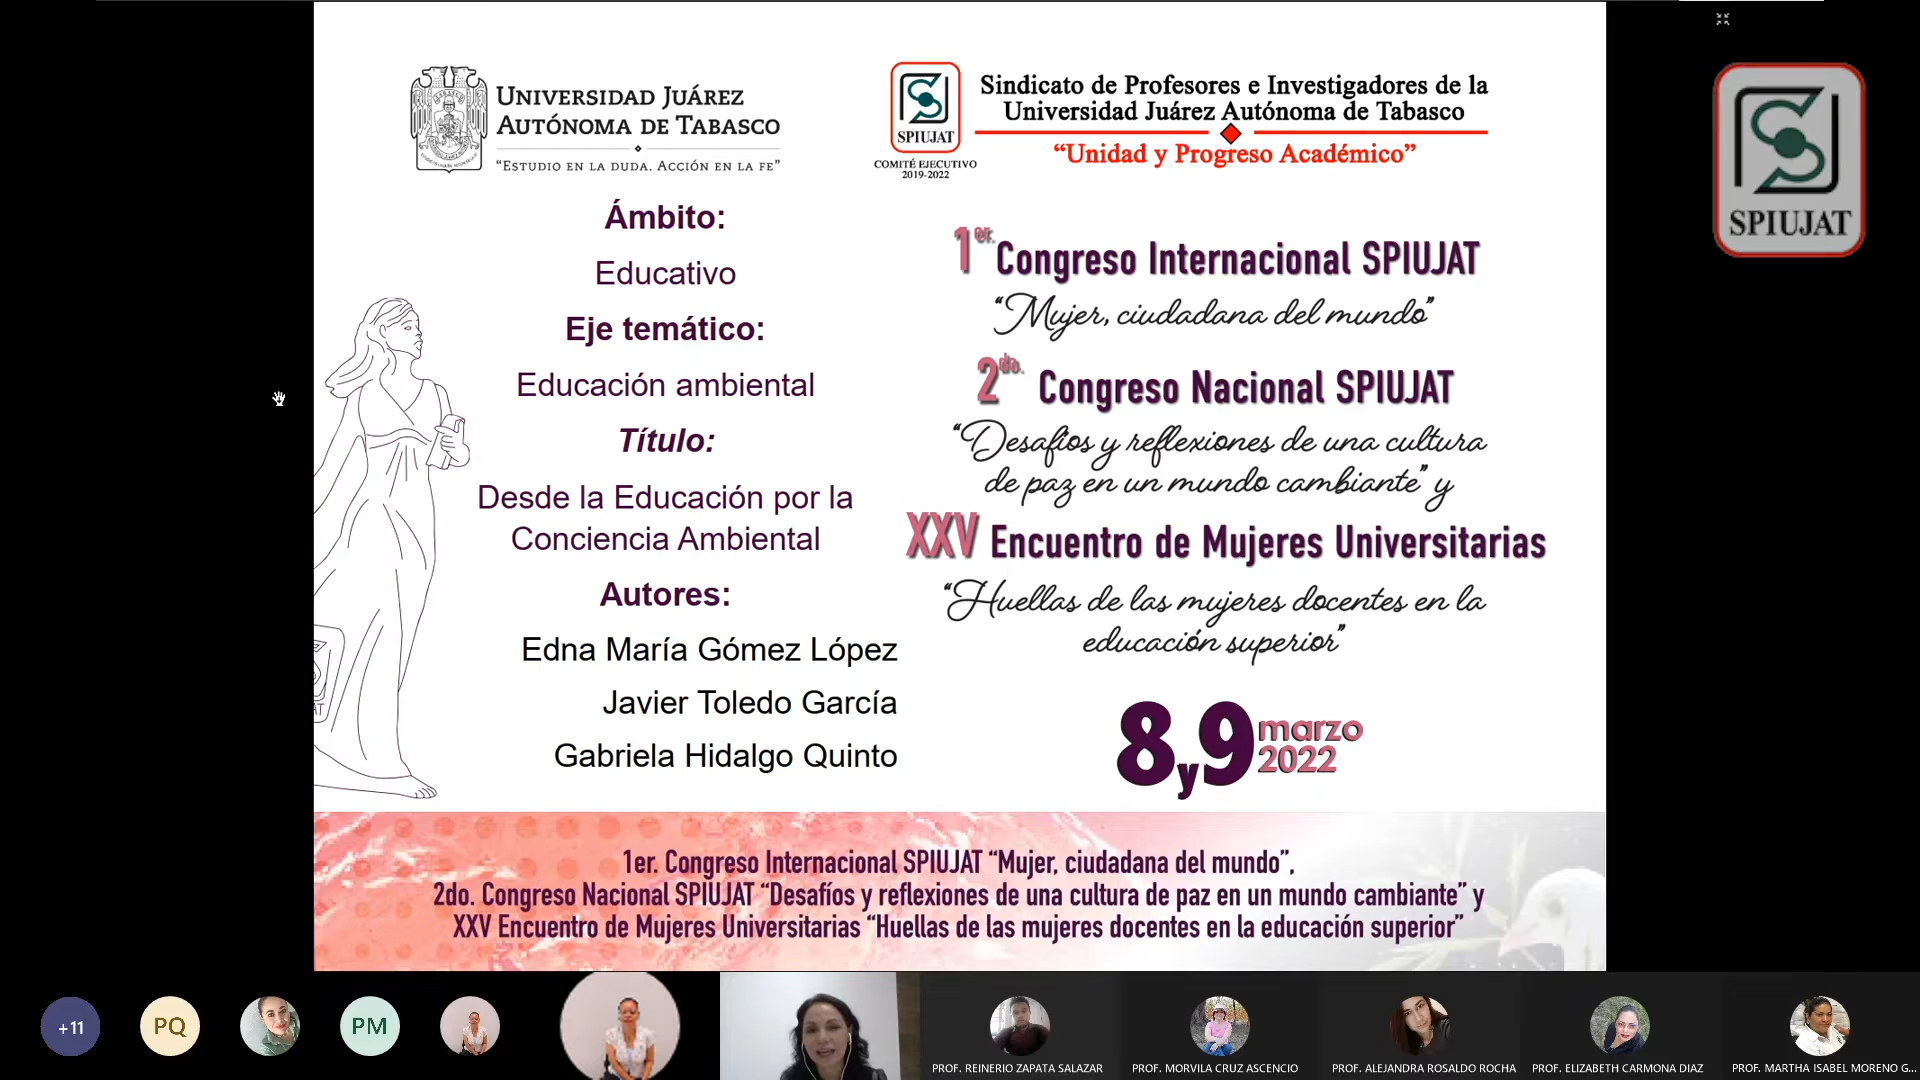 UNIVERSIDAD JUÁREZ
AUTÓNOMA DE TABASCO
“ESTUDIO EN LA DUDA. ACCIÓN EN LA FE”
SPIUJAT
COMITÉ EJECUTIVO
2019-2022
Sindicato de Profesores e Investigadores de la
Universidad Juárez Autónoma de Tabasco
“Unidad y Progreso Académico”
SPIUJAT
Ámbito:
Educativo
Eje temático:
Educación ambiental
Título:
Desde la Educación por la
Conciencia Ambiental
Autores:
Edna María Gómez López
Javier Toledo García
Gabriela Hidalgo Quinto
1er. Congreso Internacional SPIUJAT
“Mujer, ciudadana del mundo”
2do. Congreso Nacional SPIUJAT
“Desafíos y reflexiones de una cultura
de paz en un mundo cambiante” y
XXV Encuentro de Mujeres Universitarias
“Huellas de las mujeres docentes en la
educación superior”
8 y 9 marzo
2022
1er. Congreso Internacional SPIUJAT “Mujer, ciudadana del mundo”,
2do. Congreso Nacional SPIUJAT “Desafíos y reflexiones de una cultura de paz en un mundo cambiante” y
XXV Encuentro de Mujeres Universitarias “Huellas de las mujeres docentes en la educación superior”
+11
PQ
PM
PROF. REINERIO ZAPATA SALAZAR
PROF. MORVILA CRUZ ASCENCIO
PROF. ALEJANDRA ROSALDO ROCHA
PROF. ELIZABETH CARMONA DIAZ
PROF. MARTHA ISABEL MORENO G...